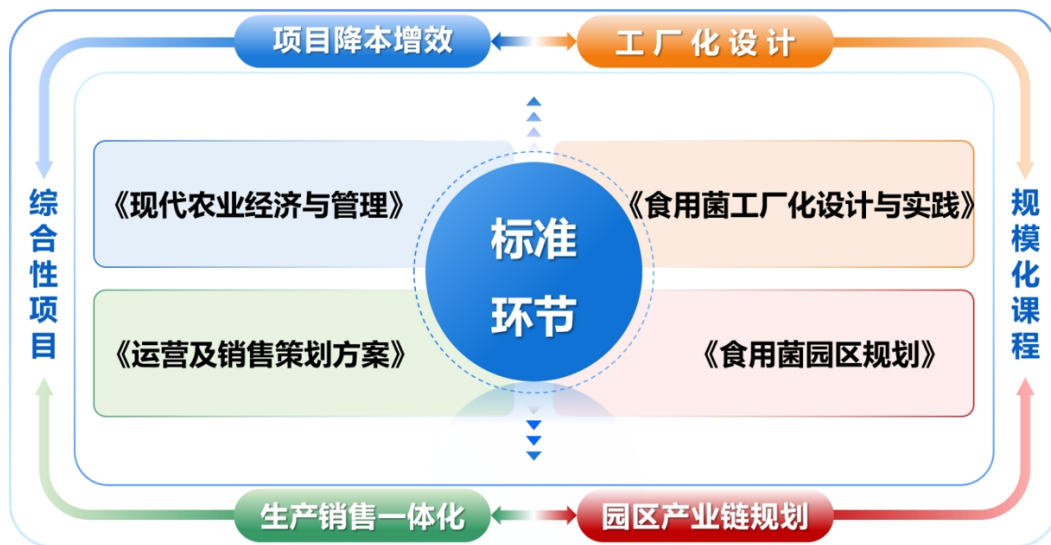 项目降本增效
工厂化设计
综合性项目
《现代农业经济与管理》
《食用菌工厂化设计与实践》
标准
环节
规模化课程
《运营及销售策划方案》
《食用菌园区规划》
生产销售一体化
园区产业链规划